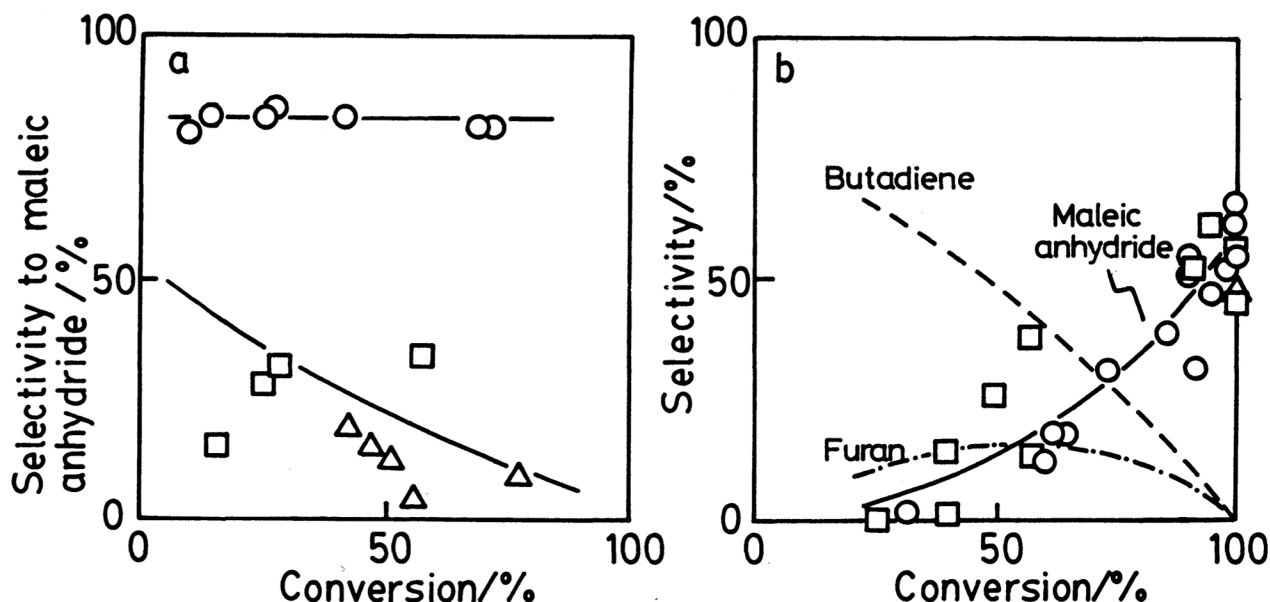 100
a
50
0
0
50
100
Selectivity to maleic
anhydride /%
Conversion/%
100
b
Butadiene
Maleic
anhydride
50
Furan
0
0
50
100
Selectivity/%
Conversion/%